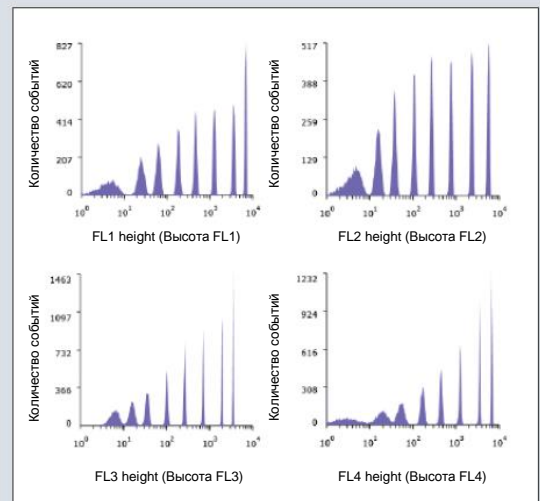 Количество событий
827
620
414
207
0
10⁰ 10¹ 10² 10³ 10⁴
FL1 height (Высота FL1)
Количество событий
517
388
259
129
0
10⁰ 10¹ 10² 10³ 10⁴
FL2 height (Высота FL2)
Количество событий
1463
1097
732
366
0
10⁰ 10¹ 10² 10³ 10⁴
FL3 height (Высота FL3)
Количество событий
1232
924
616
308
0
10⁰ 10¹ 10² 10³ 10⁴
FL4 height (Высота FL4)